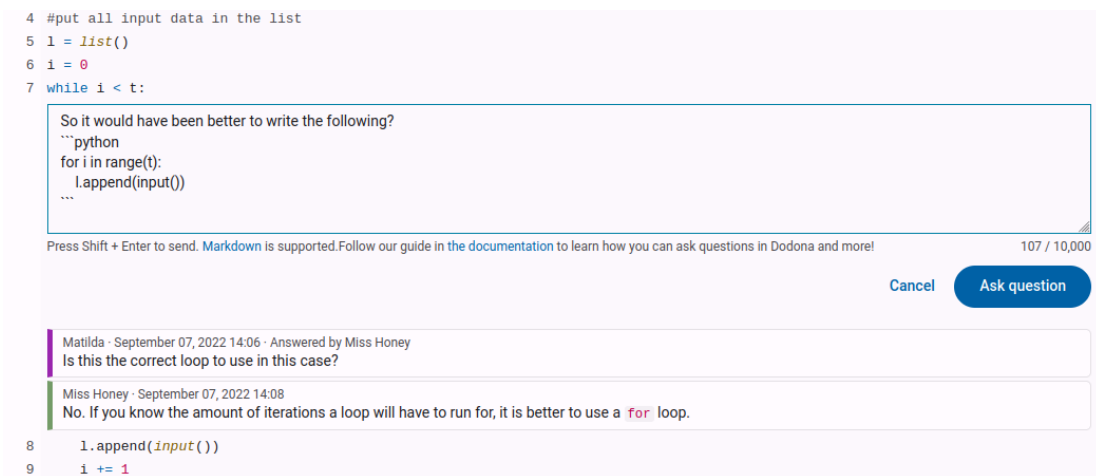 4 #put all input data in the list
5 l = list()
6 i = 0
7 while i < t:
So it would have been better to write the following?
```python
for i in range(t):
    l.append(input())
```
Press Shift + Enter to send. Markdown is supported.Follow our guide in the documentation to learn how you can ask questions in Dodona and more! 107 / 10,000
Cancel Ask question
Matilda · September 07, 2022 14:06 · Answered by Miss Honey
Is this the correct loop to use in this case?
Miss Honey · September 07, 2022 14:08
No. If you know the amount of iterations a loop will have to run for, it is better to use a for loop.
8     l.append(input())
9     i += 1